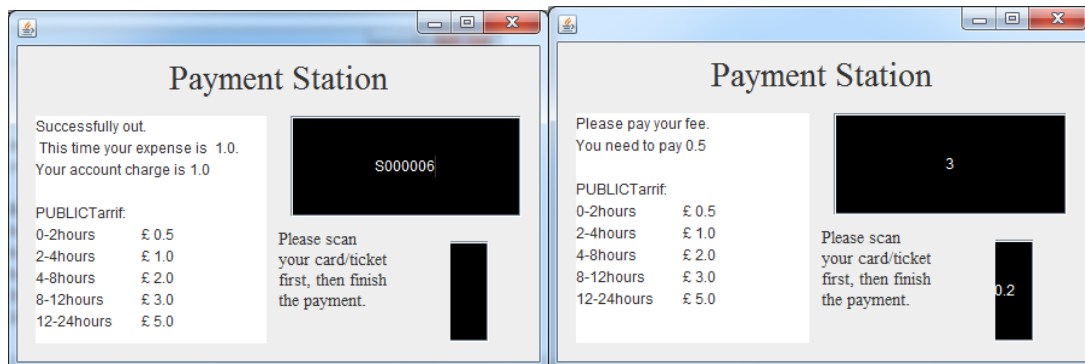 Payment Station
Successfully out.
This time your expense is 1.0.
Your account charge is 1.0
PUBLICTarrif:
0-2hours £ 0.5
2-4hours £ 1.0
4-8hours £ 2.0
8-12hours £ 3.0
12-24hours £ 5.0
S000006
Please scan
your card/ticket
first, then finish
the payment.
Payment Station
Please pay your fee.
You need to pay 0.5
PUBLICTarrif:
0-2hours £ 0.5
2-4hours £ 1.0
4-8hours £ 2.0
8-12hours £ 3.0
12-24hours £ 5.0
3
Please scan
your card/ticket
first, then finish
the payment.
0.2